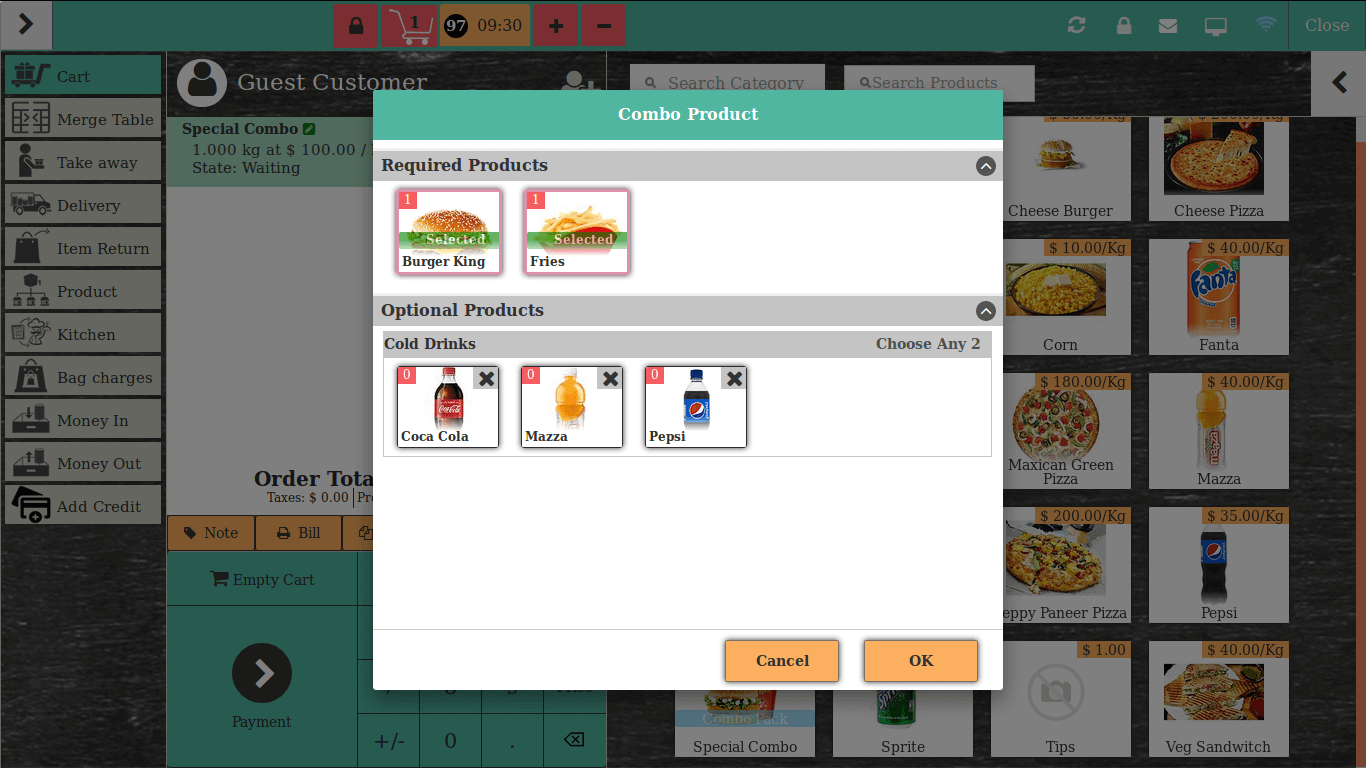 1
97 09:30
Close
Cart
Merge Table
Take away
Delivery
Item Return
Product
Kitchen
Bag charges
Money In
Money Out
Add Credit
Guest Customer
Search Category
Search Products
Special Combo
1.000 kg at $ 100.00 /
State: Waiting
Order Tota
Taxes: $ 0.00
Note
Bill
Empty Cart
Payment
+/-
0
.
Combo Product
Required Products
1
Selected
Burger King
1
Selected
Fries
Optional Products
Cold Drinks
Choose Any 2
0
Coca Cola
0
Mazza
0
Pepsi
Cancel
OK
Cheese Burger
Cheese Pizza
$ 10.00/Kg
Corn
$ 40.00/Kg
Fanta
$ 180.00/Kg
Maxican Green
Pizza
$ 40.00/Kg
Mazza
$ 200.00/Kg
eppy Paneer Pizza
$ 35.00/Kg
Pepsi
Combo Pack
Special Combo
Sprite
$ 1.00
Tips
$ 40.00/Kg
Veg Sandwitch